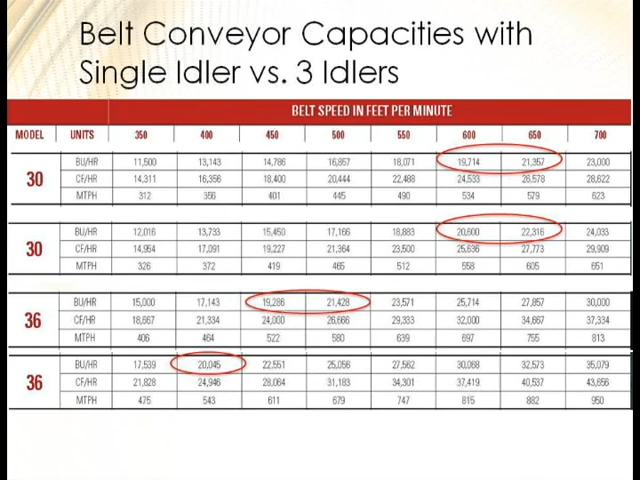 Belt Conveyor Capacities with
Single Idler vs. 3 Idlers
BELT SPEED IN FEET PER MINUTE
MODEL UNITS 350 400 450 500 550 600 650 700
30
BU/HR 11,500 13,143 14,786 16,857 18,071 19,714 21,357 23,000
CF/HR 14,311 16,356 18,400 20,444 22,488 24,533 26,578 28,622
MTPH 312 356 401 445 490 534 579 623
30
BU/HR 12,016 13,733 15,450 17,166 18,883 20,600 22,316 24,033
CF/HR 14,954 17,091 19,227 21,364 23,500 25,636 27,773 29,909
MTPH 326 372 419 465 512 558 605 651
36
BU/HR 15,000 17,143 19,286 21,428 23,571 25,714 27,857 30,000
CF/HR 18,667 21,334 24,000 26,666 29,333 32,000 34,667 37,334
MTPH 406 464 522 580 639 697 755 813
36
BU/HR 17,539 20,045 22,551 25,056 27,562 30,068 32,573 35,079
CF/HR 21,828 24,946 28,064 31,183 34,301 37,419 40,537 43,656
MTPH 475 543 611 679 747 815 882 950